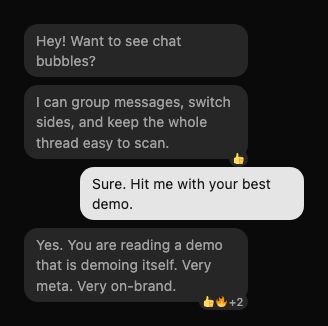 Hey! Want to see chat
bubbles?
I can group messages, switch
sides, and keep the whole
thread easy to scan.
👍
Sure. Hit me with your best
demo.
Yes. You are reading a demo
that is demoing itself. Very
meta. Very on-brand.
👍🔥+2